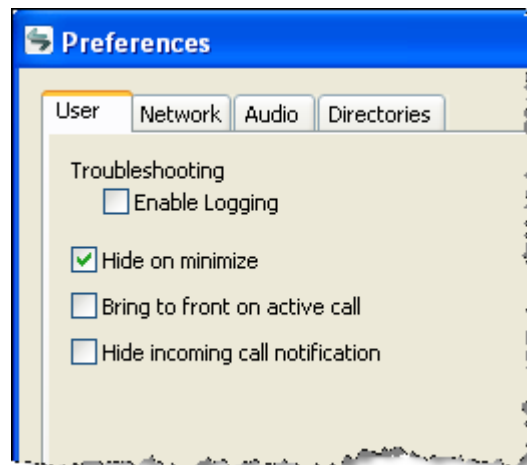 Preferences
User Network Audio Directories
Troubleshooting
Enable Logging
Hide on minimize
Bring to front on active call
Hide incoming call notification